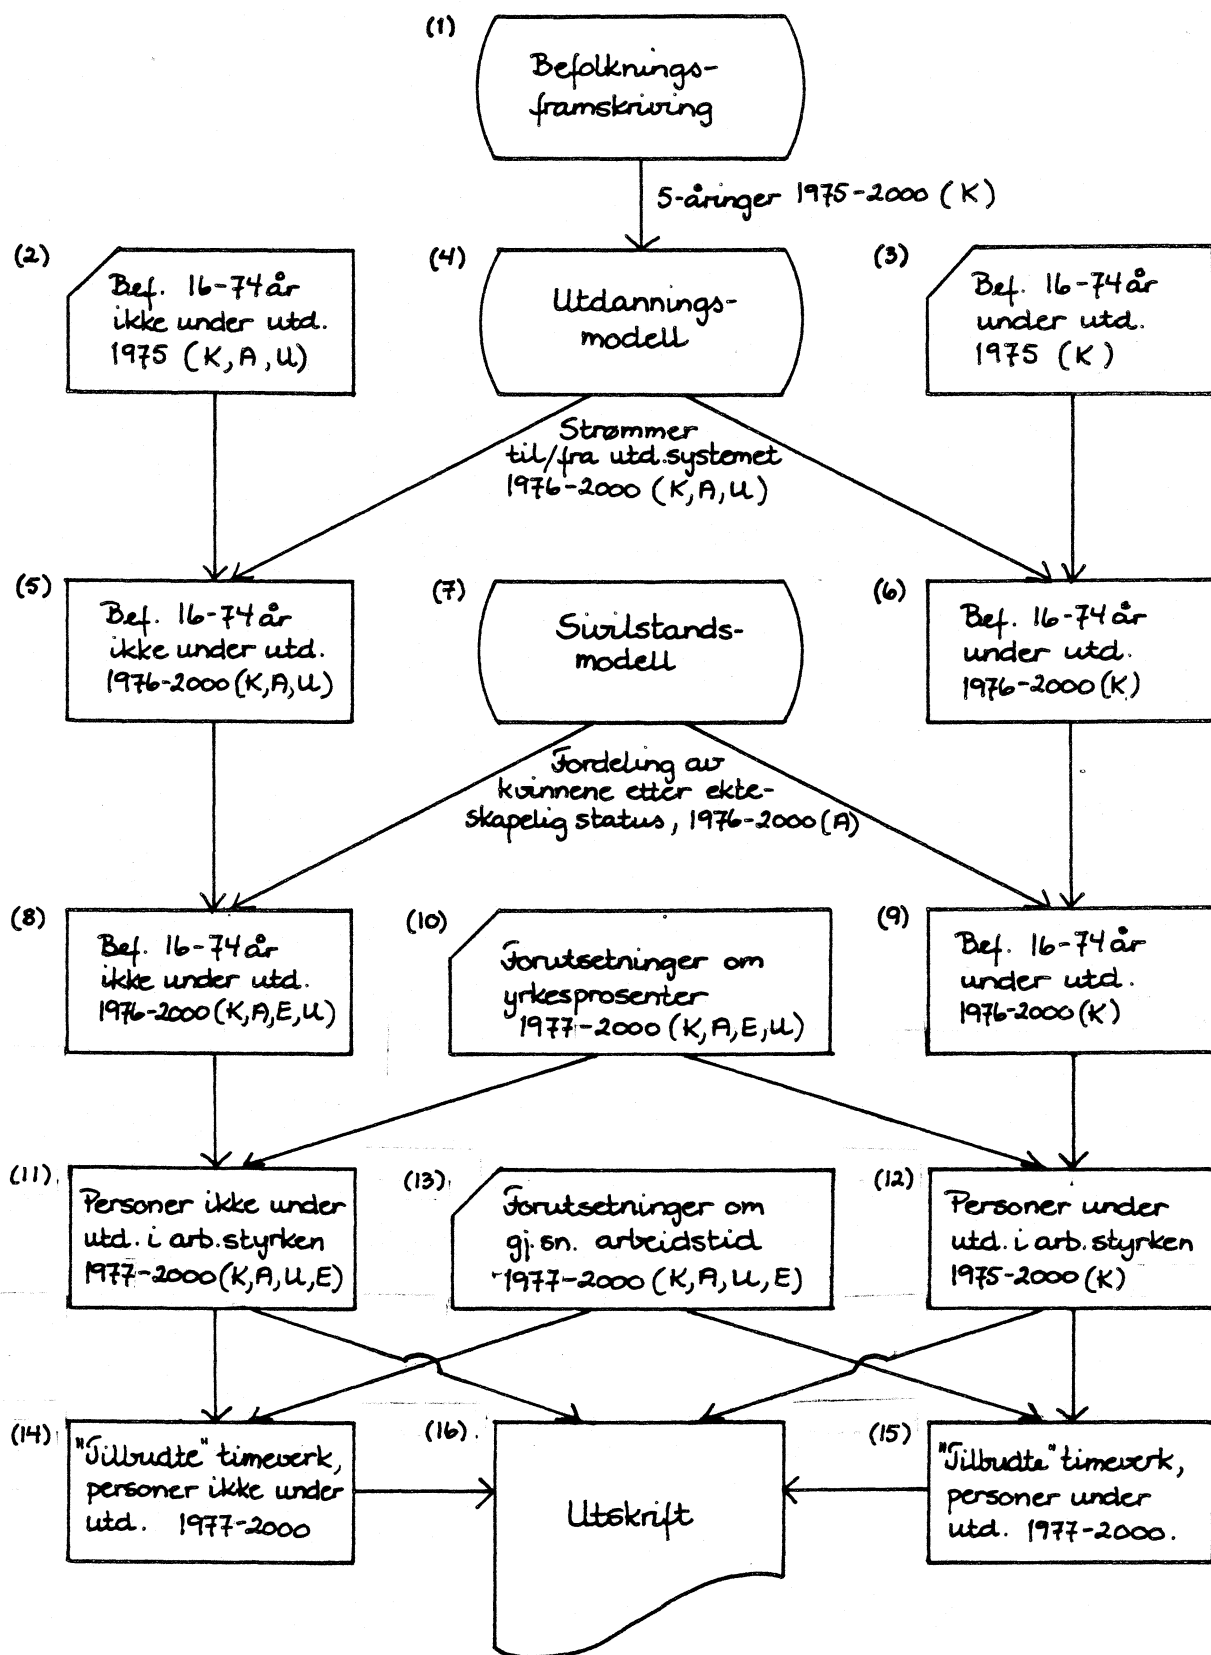 (1)
Befolknings-
framskriving
5-åringer 1975-2000 (K)
(2)
Bef. 16-74 år
ikke under utd.
1975 (K, A, U)
(4)
Utdannings-
modell
(3)
Bef. 16-74 år
under utd.
1975 (K)
Strømmer
til/fra utd.systemet
1976-2000 (K, A, U)
(5)
Bef. 16-74 år
ikke under utd.
1976-2000 (K, A, U)
(7)
Sivilstands-
modell
(6)
Bef. 16-74 år
under utd.
1976-2000 (K)
Fordeling av
kvinnene etter ekte-
skapelig status, 1976-2000 (A)
(8)
Bef. 16-74 år
ikke under utd.
1976-2000 (K, A, E, U)
(10)
Forutsetninger om
yrkesprosenter
1977-2000 (K, A, E, U)
(9)
Bef. 16-74 år
under utd.
1976-2000 (K)
(11)
Personer ikke under
utd. i arb.styrken
1977-2000 (K, A, U, E)
(13)
Forutsetninger om
gj.sn. arbeidstid
1977-2000 (K, A, U, E)
(12)
Personer under
utd. i arb.styrken
1975-2000 (K)
(14)
"Tilbudte" timeverk,
personer ikke under
utd. 1977-2000
(16).
Utskrift
(15)
"Tilbudte" timeverk,
personer under
utd. 1977-2000.